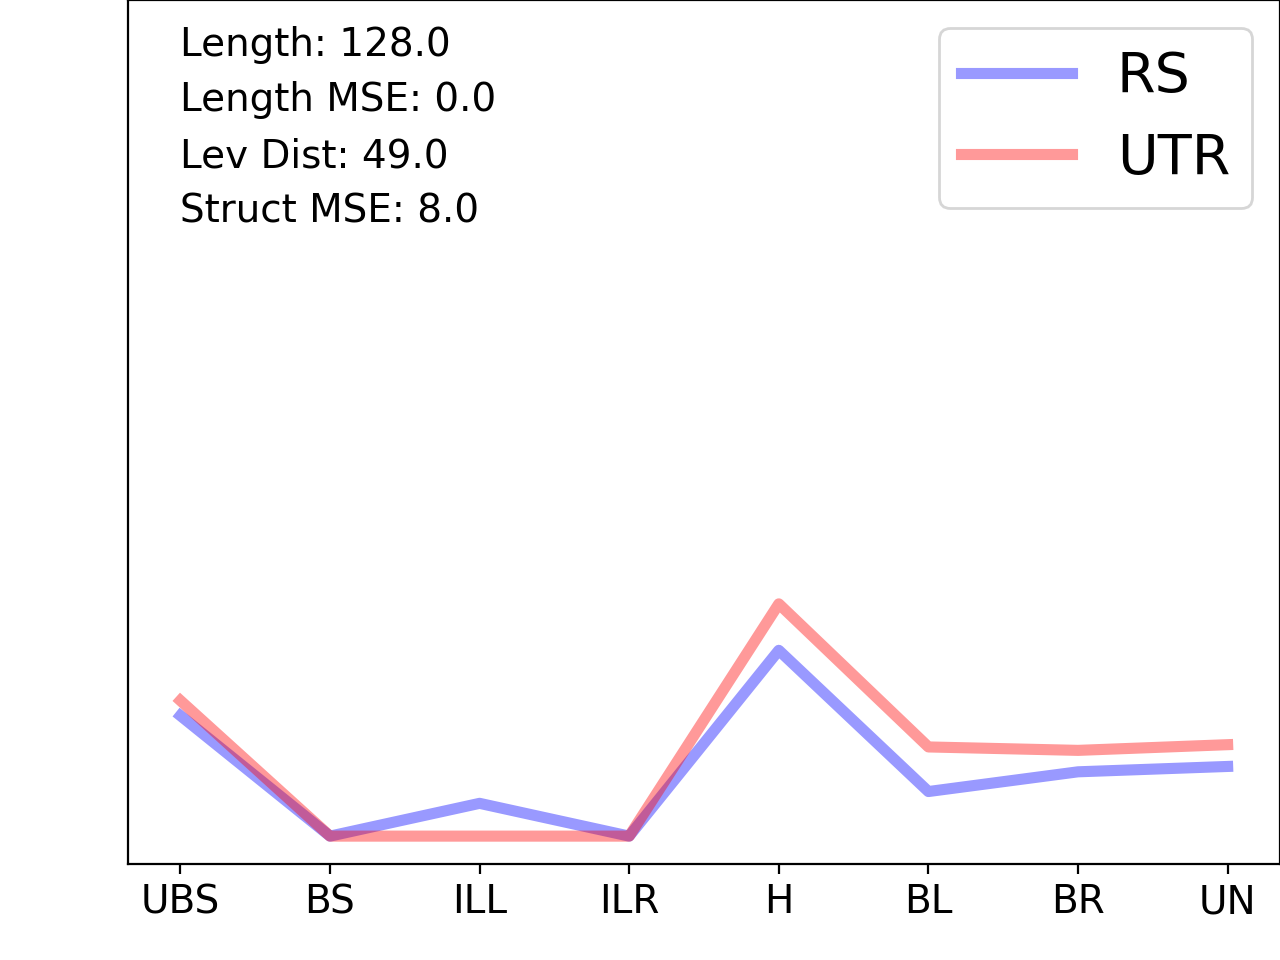 Length: 128.0
Length MSE: 0.0
Lev Dist: 49.0
Struct MSE: 8.0
RS
UTR
UBS BS ILL ILR H BL BR UN